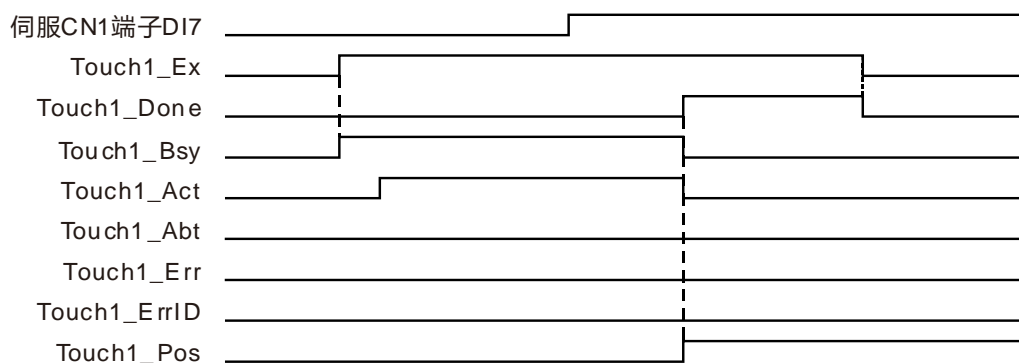 伺服CN1端子DI7
Touch1_Ex
Touch1_Done
Touch1_Bsy
Touch1_Act
Touch1_Abt
Touch1_Err
Touch1_ErrID
Touch1_Pos